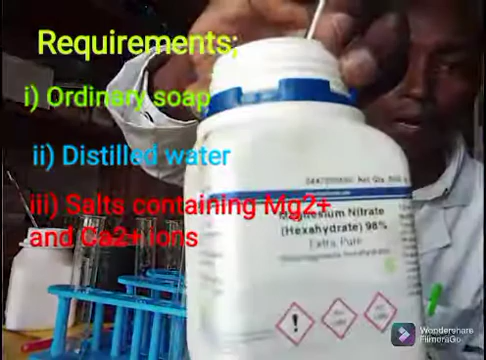 Requirements;
i) Ordinary soap
ii) Distilled water
iii) Salts containing Mg2+
and Ca2+ ions
Magnesium Nitrate
(Hexahydrate) 98%
Extra Pure
Wondershare
FilmoraGo